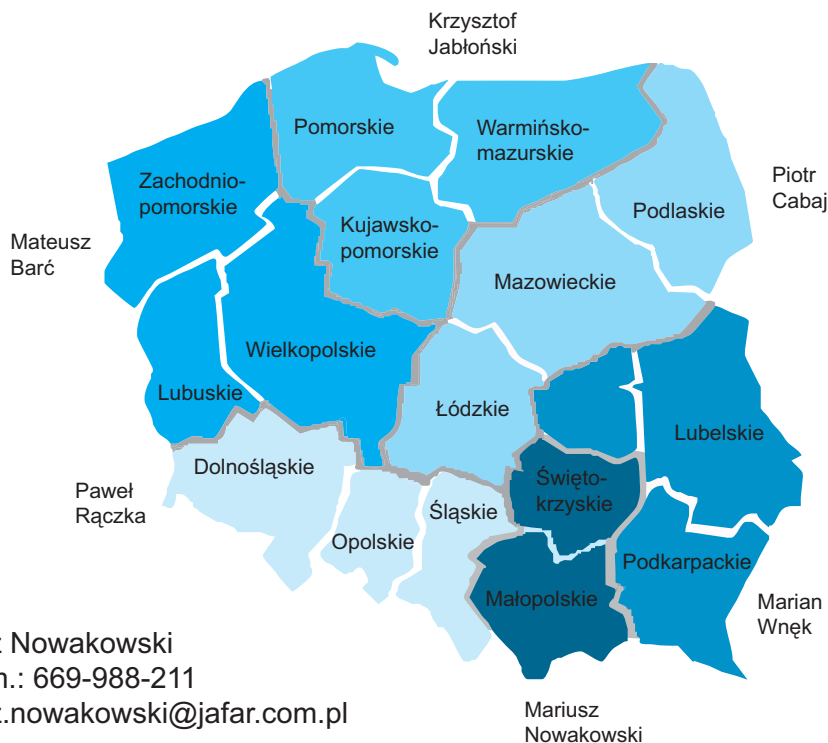 Krzysztof
Jabłoński
Pomorskie
Warmińsko-
mazurskie
Zachodnio-
pomorskie
Piotr
Cabaj
Podlaskie
Kujawsko-
pomorskie
Mateusz
Barć
Mazowieckie
Wielkopolskie
Lubuskie
Łódzkie
Lubelskie
Dolnośląskie
Święto-
krzyskie
Paweł
Rączka
Śląskie
Opolskie
Podkarpackie
Małopolskie
Marian
Wnęk
Nowakowski
669-988-211
.nowakowski@jafar.com.pl
Mariusz
Nowakowski